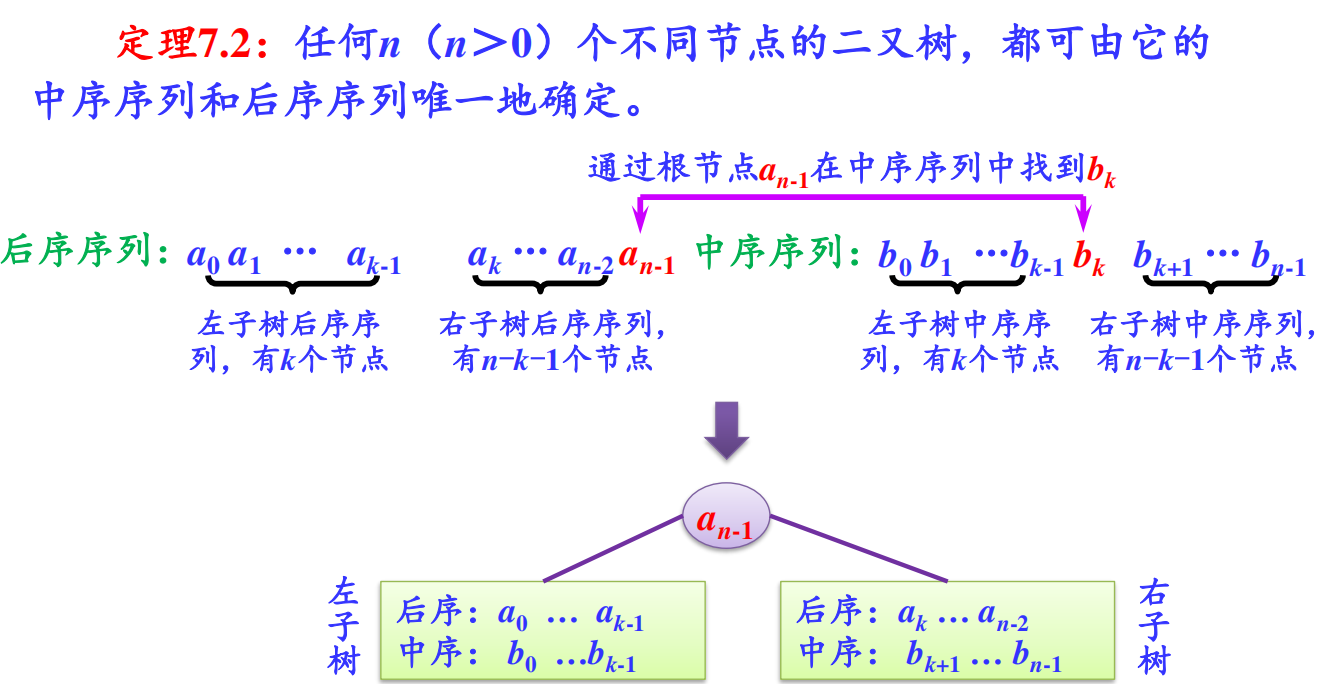 定理7.2：任何n（n＞0）个不同节点的二叉树，都可由它的
中序序列和后序序列唯一地确定。
通过根节点aₙ₋₁在中序序列中找到bₖ
后序序列：a₀ a₁ … aₖ₋₁ aₖ … aₙ₋₂ aₙ₋₁ 中序序列：b₀ b₁ …bₖ₋₁ bₖ bₖ₊₁ … bₙ₋₁
左子树后序序列，有k个节点
右子树后序序列，有n-k-1个节点
左子树中序序列，有k个节点
右子树中序序列，有n-k-1个节点
aₙ₋₁
左子树
后序：a₀ … aₖ₋₁
中序： b₀ …bₖ₋₁
后序：aₖ … aₙ₋₂
中序： bₖ₊₁ … bₙ₋₁
右子树